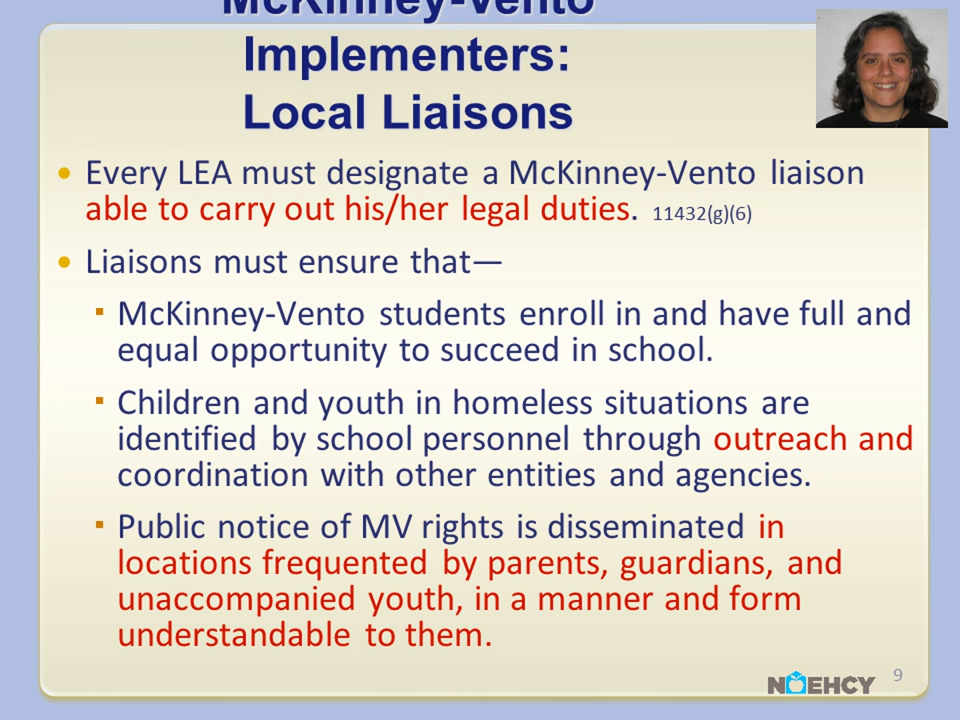 McKinney-Vento
Implementers:
Local Liaisons
• Every LEA must designate a McKinney-Vento liaison
able to carry out his/her legal duties. 11432(g)(6)
• Liaisons must ensure that—
▪ McKinney-Vento students enroll in and have full and
equal opportunity to succeed in school.
▪ Children and youth in homeless situations are
identified by school personnel through outreach and
coordination with other entities and agencies.
▪ Public notice of MV rights is disseminated in
locations frequented by parents, guardians, and
unaccompanied youth, in a manner and form
understandable to them.
NAEHCY
9